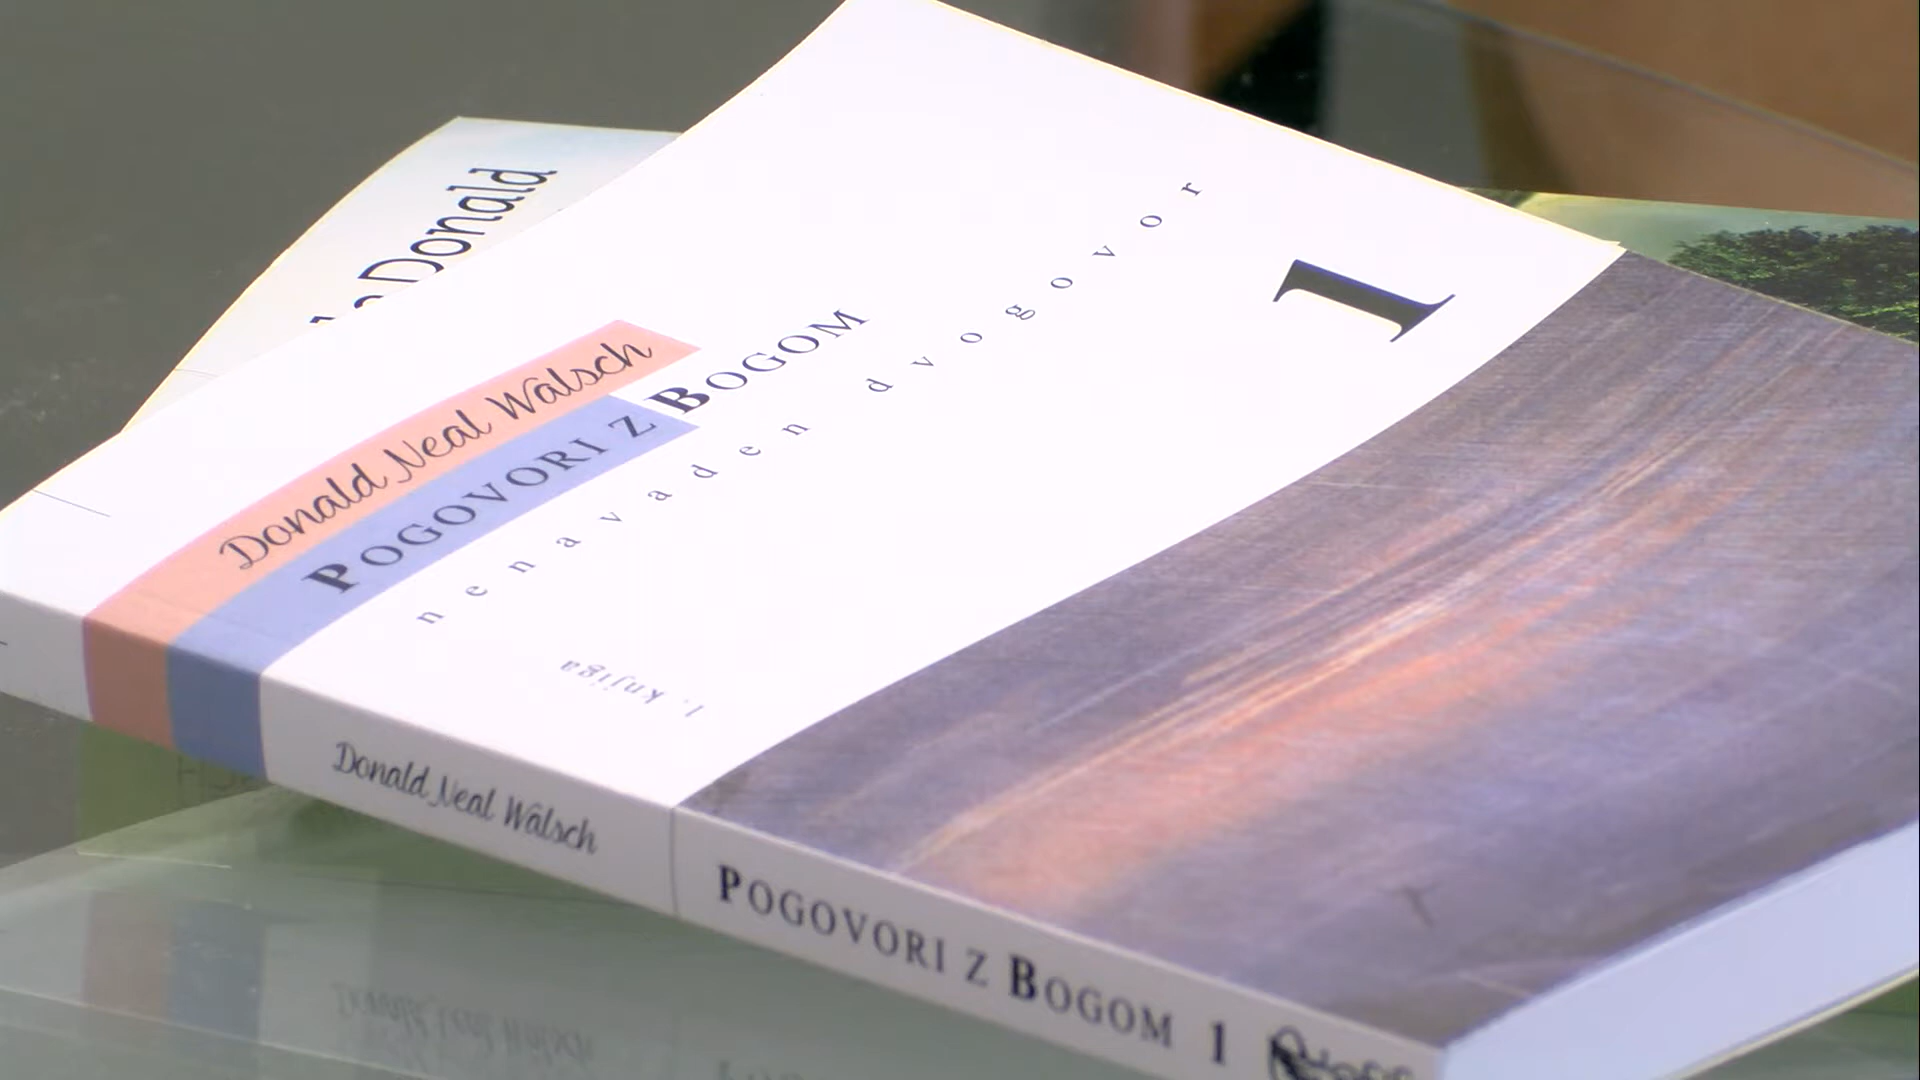 Donald
Donald Neal Walsch
POGOVORI Z BOGOM
nenavaden dvogovor
1
1. knjiga
Donald Neal Walsch
POGOVORI Z BOGOM 1